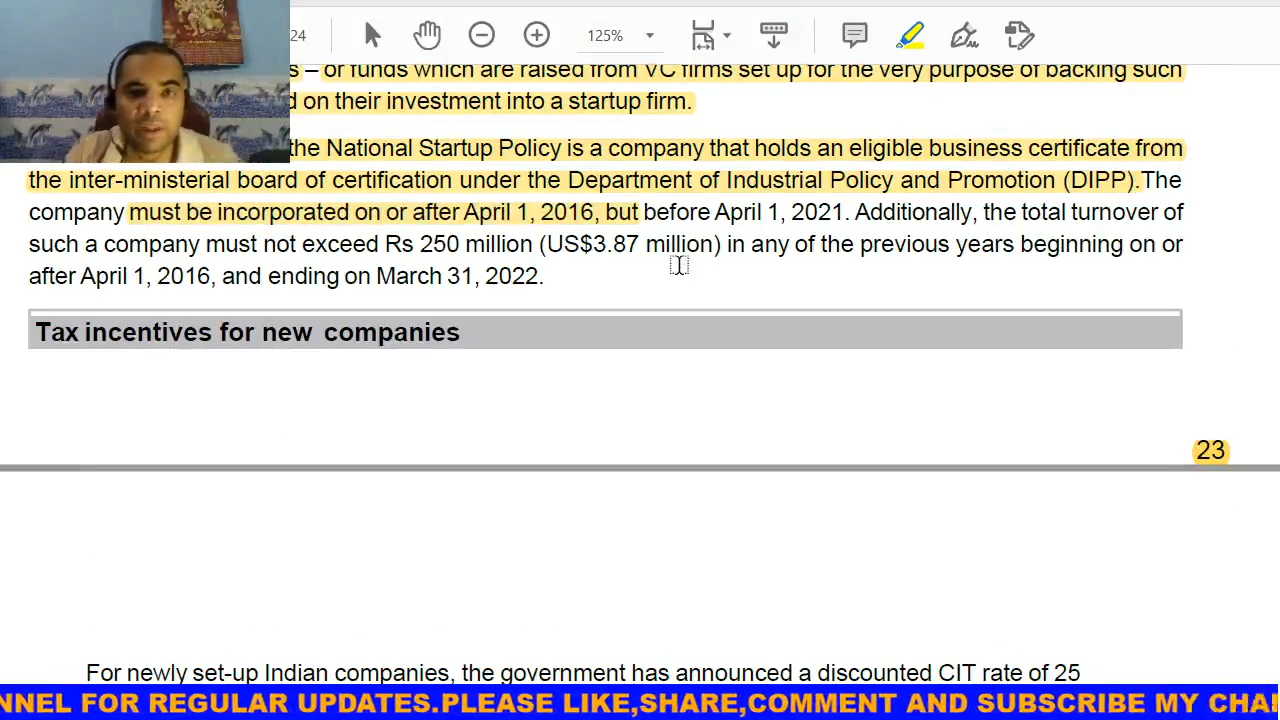 24
125%
s – or funds which are raised from VC firms set up for the very purpose of backing such
d on their investment into a startup firm.
the National Startup Policy is a company that holds an eligible business certificate from
the inter-ministerial board of certification under the Department of Industrial Policy and Promotion (DIPP).The
company must be incorporated on or after April 1, 2016, but before April 1, 2021. Additionally, the total turnover of
such a company must not exceed Rs 250 million (US$3.87 million) in any of the previous years beginning on or
after April 1, 2016, and ending on March 31, 2022.
Tax incentives for new companies
23
For newly set-up Indian companies, the government has announced a discounted CIT rate of 25
NNEL FOR REGULAR UPDATES.PLEASE LIKE,SHARE,COMMENT AND SUBSCRIBE MY CHA